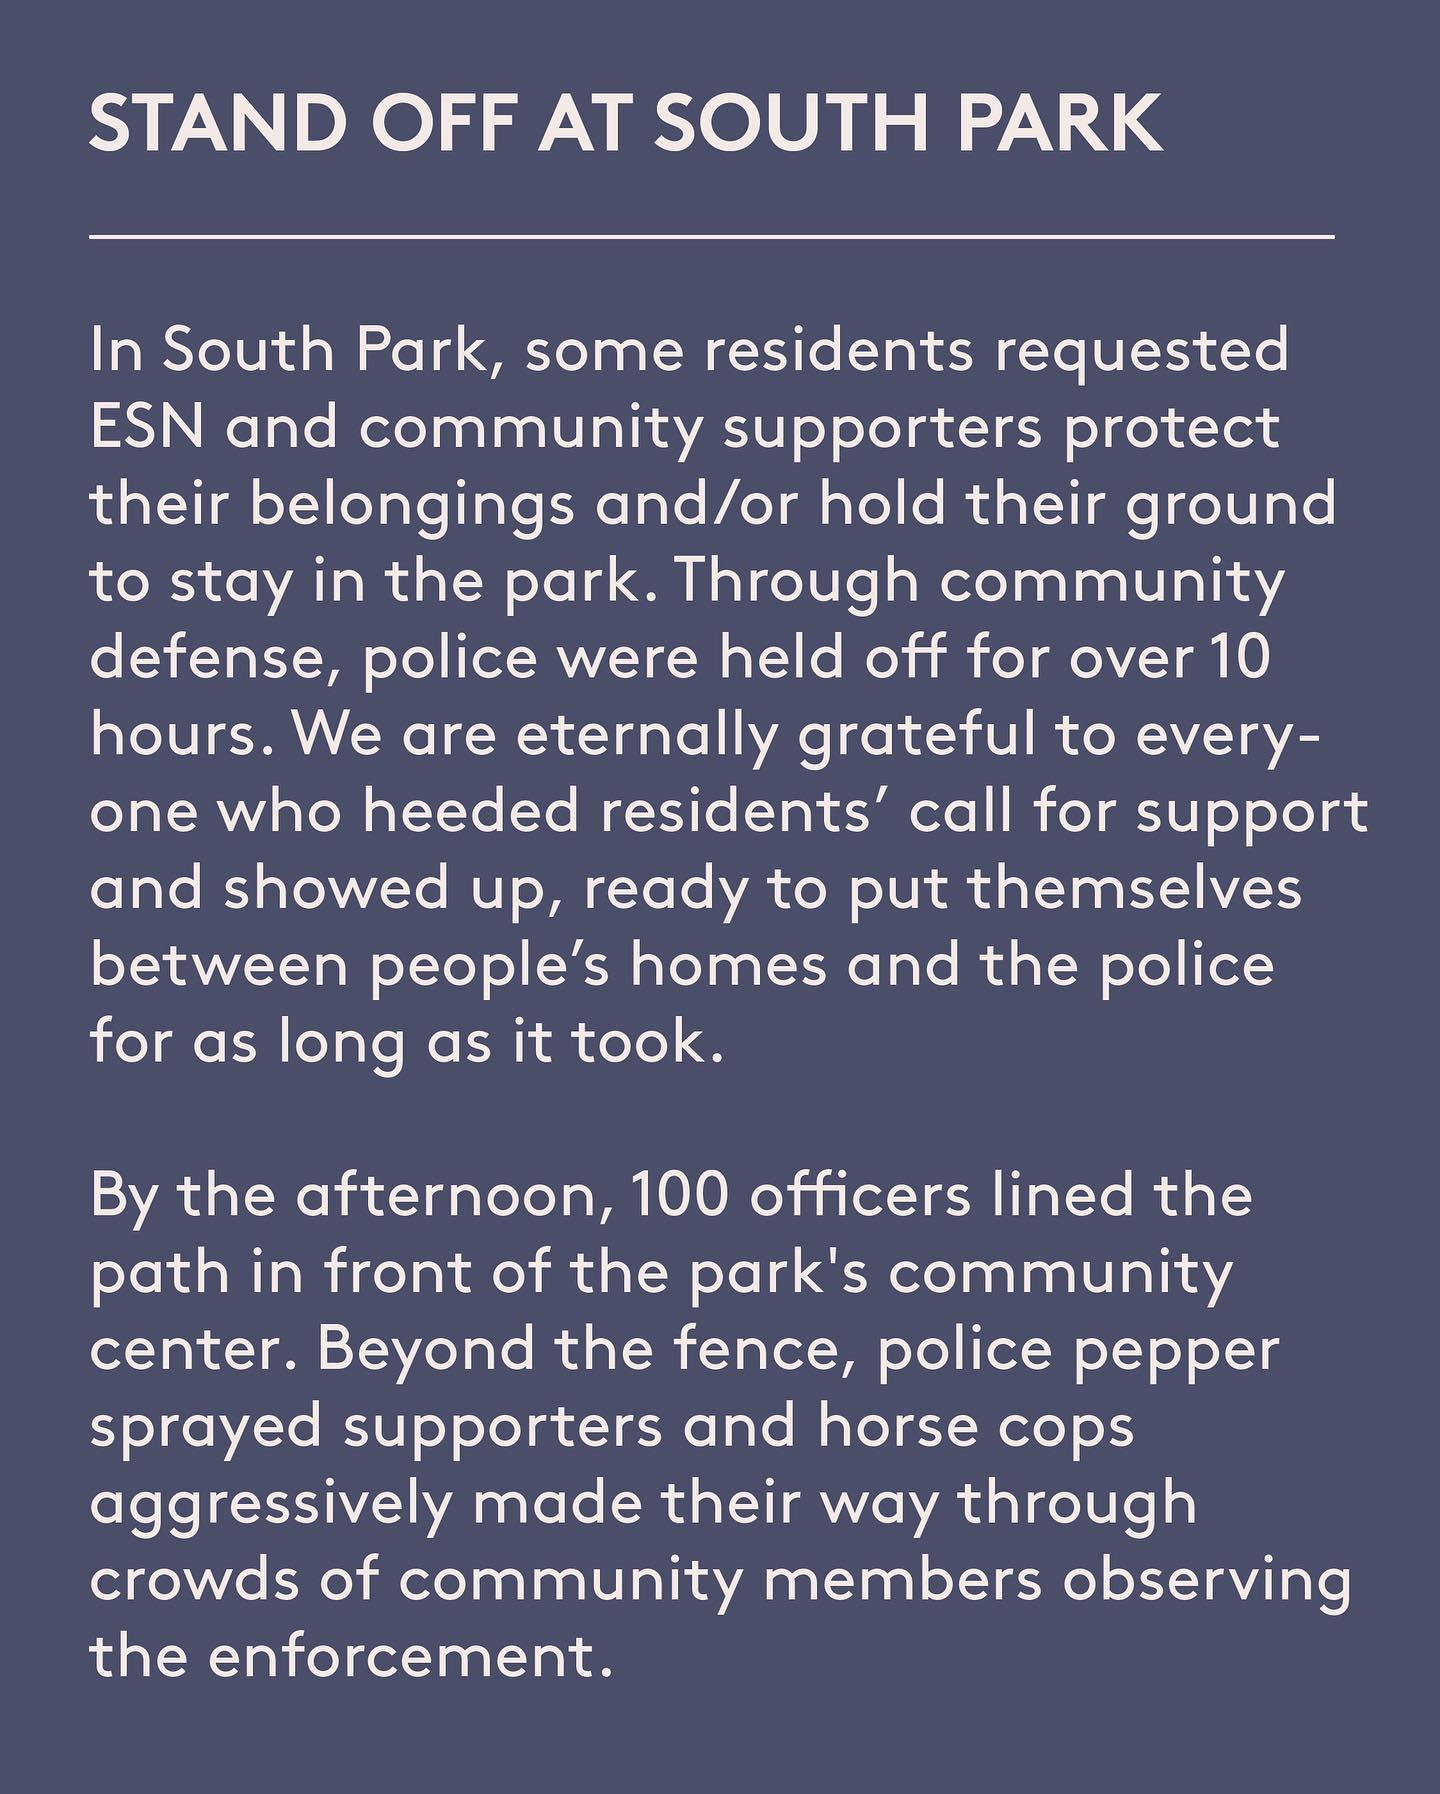 STAND OFF AT SOUTH PARK
In South Park, some residents requested
ESN and community supporters protect
their belongings and/or hold their ground
to stay in the park. Through community
defense, police were held off for over 10
hours. We are eternally grateful to every-
one who heeded residents’ call for support
and showed up, ready to put themselves
between people’s homes and the police
for as long as it took.
By the afternoon, 100 officers lined the
path in front of the park's community
center. Beyond the fence, police pepper
sprayed supporters and horse cops
aggressively made their way through
crowds of community members observing
the enforcement.